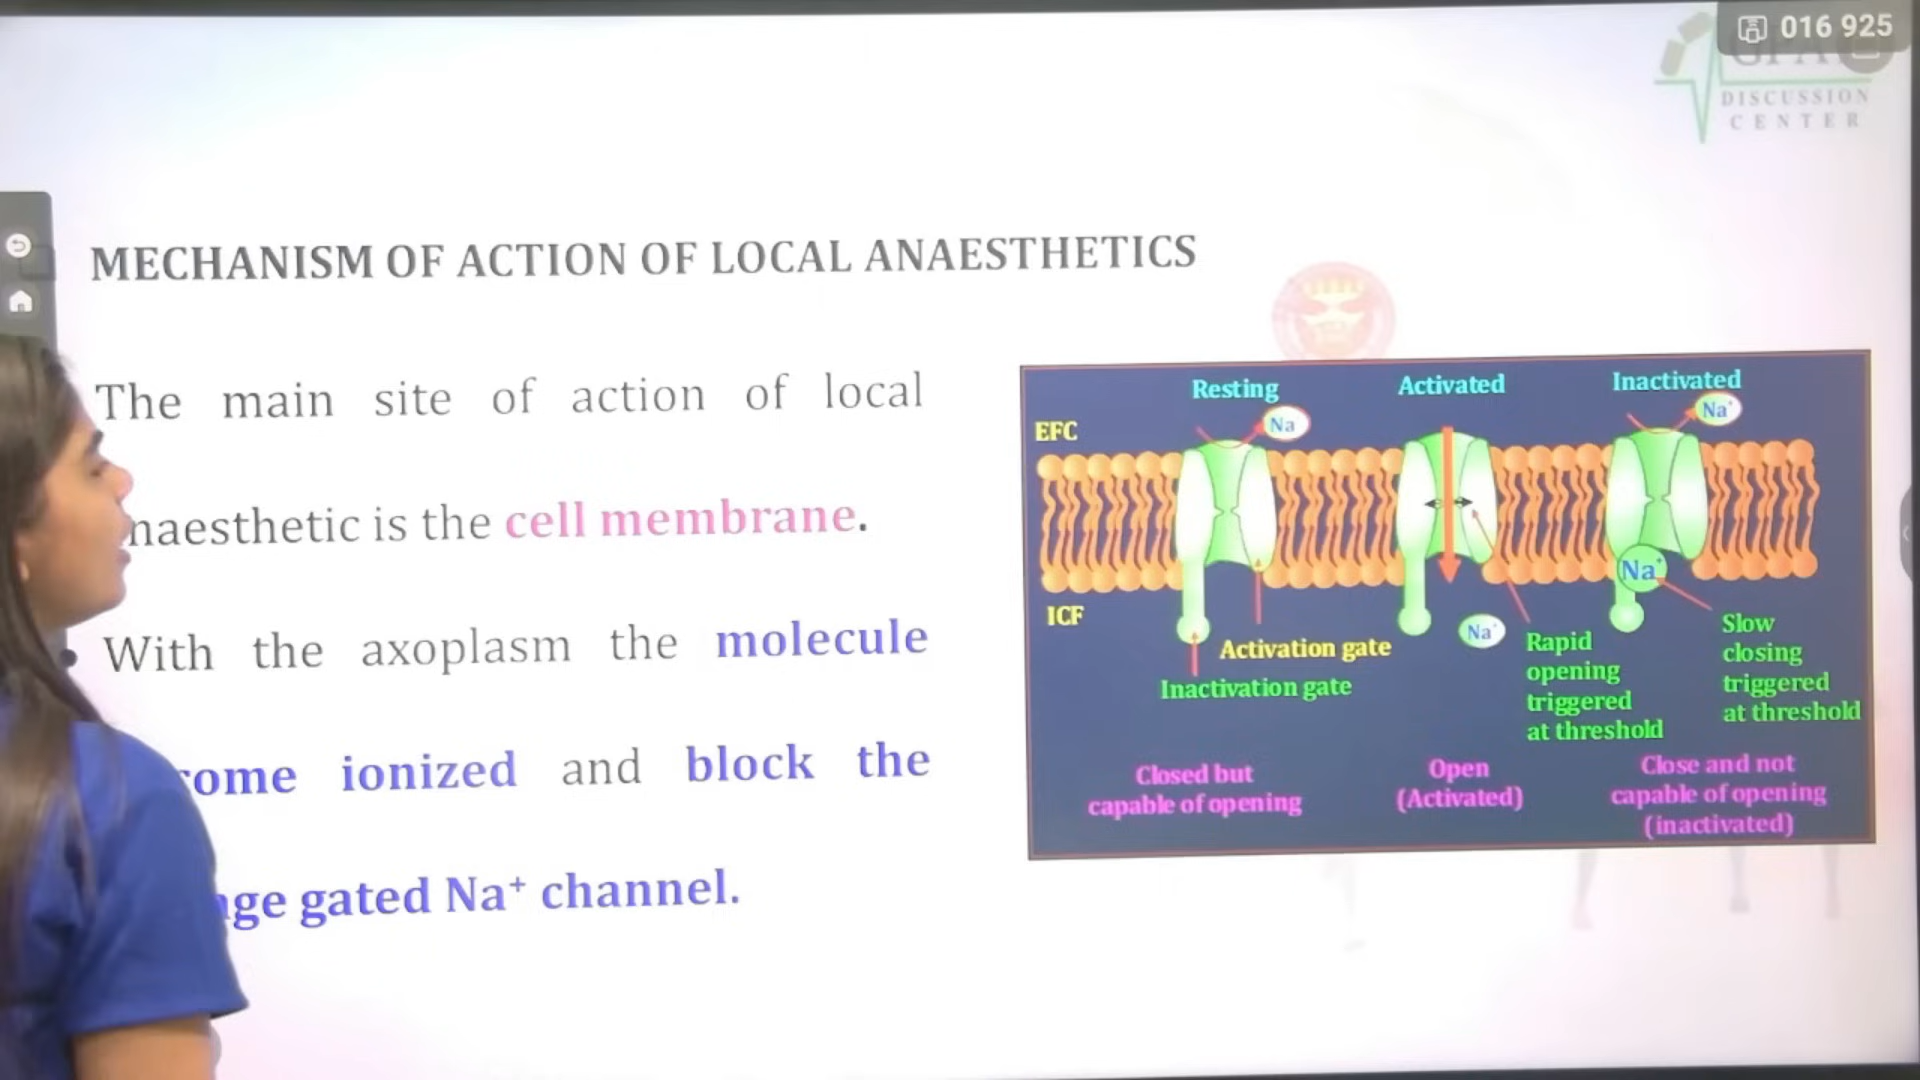 016 925
DISCUSSION
CENTER
MECHANISM OF ACTION OF LOCAL ANAESTHETICS
The main site of action of local
naesthetic is the cell membrane.
With the axoplasm the molecule
ome ionized and block the
ge gated Na⁺ channel.
Resting
Activated
Inactivated
Na
Na⁺
EFC
Na⁺
ICF
Na⁺
Activation gate
Inactivation gate
Rapid
opening
triggered
at threshold
Slow
closing
triggered
at threshold
Closed but
capable of opening
Open
(Activated)
Close and not
capable of opening
(inactivated)